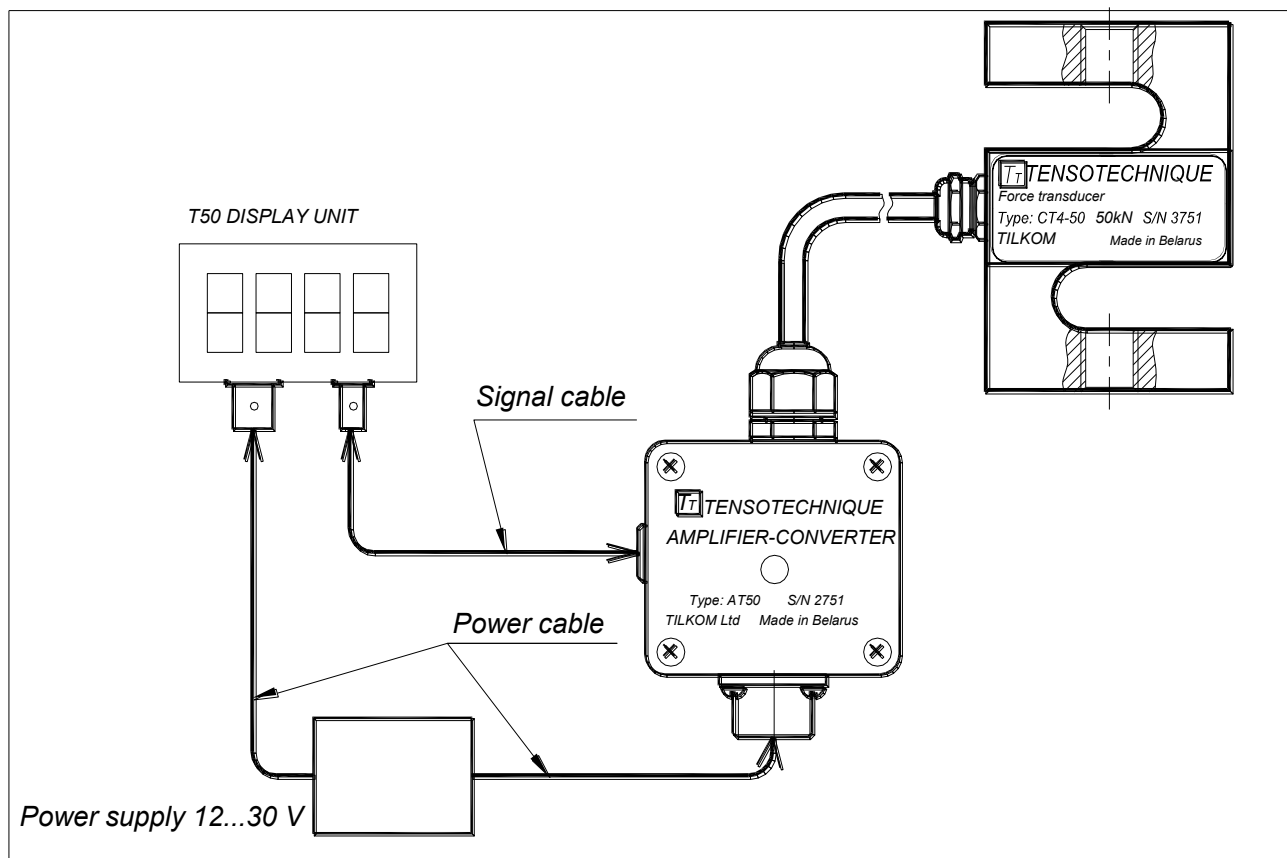 TT TENSOTECHNIQUE
Force transducer
Type: CT4-50 50kN S/N 3751
TILKOM Made in Belarus
T50 DISPLAY UNIT
Signal cable
TT TENSOTECHNIQUE
AMPLIFIER-CONVERTER
Type: AT50 S/N 2751
TILKOM Ltd Made in Belarus
Power cable
Power supply 12...30 V